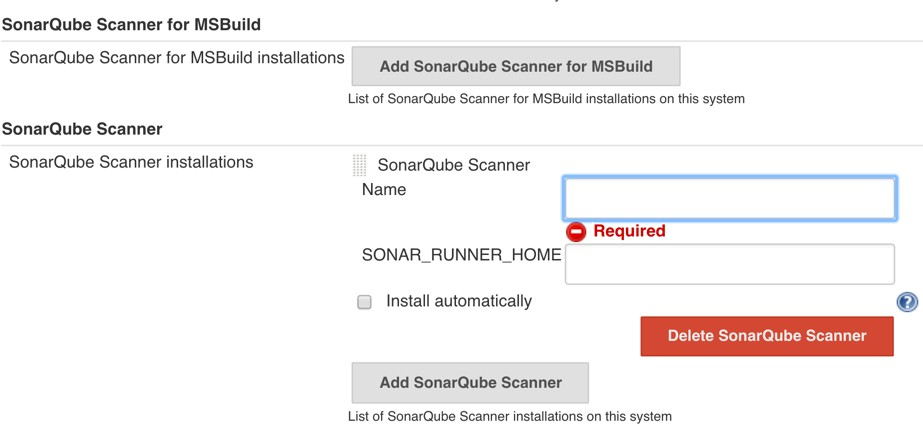 SonarQube Scanner for MSBuild
SonarQube Scanner for MSBuild installations
Add SonarQube Scanner for MSBuild
List of SonarQube Scanner for MSBuild installations on this system
SonarQube Scanner
SonarQube Scanner installations
SonarQube Scanner
Name
Required
SONAR_RUNNER_HOME
Install automatically
?
Delete SonarQube Scanner
Add SonarQube Scanner
List of SonarQube Scanner installations on this system